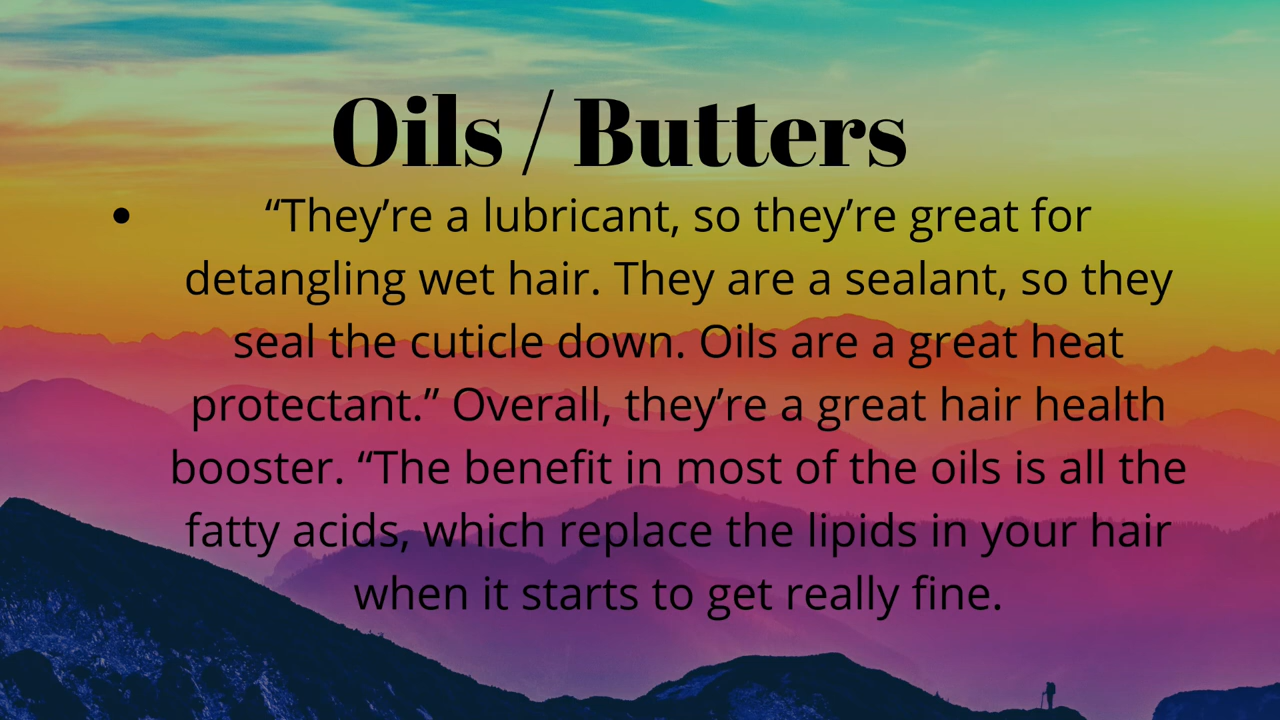 Oils / Butters
• “They’re a lubricant, so they’re great for
detangling wet hair. They are a sealant, so they
seal the cuticle down. Oils are a great heat
protectant.” Overall, they’re a great hair health
booster. “The benefit in most of the oils is all the
fatty acids, which replace the lipids in your hair
when it starts to get really fine.